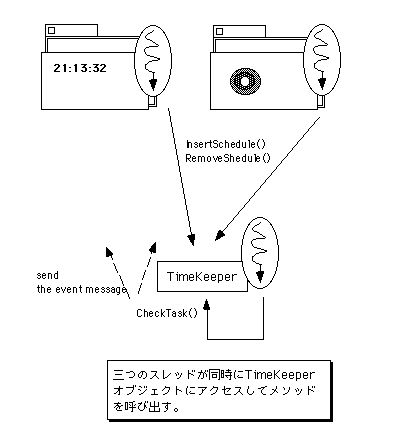 21:13:32
InsertSchedule()
RemoveShedule()
send
the event message
TimeKeeper
CheckTask()
三つのスレッドが同時にTimeKeeper
オブジェクトにアクセスしてメソッド
を呼び出す。